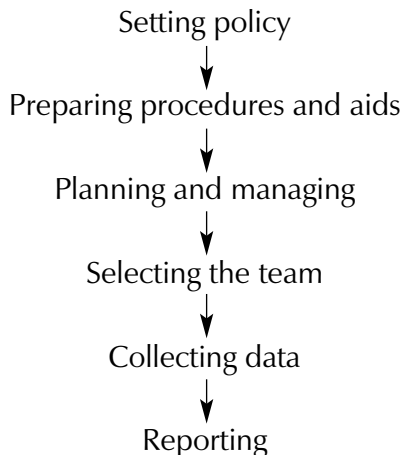 Setting policy
Preparing procedures and aids
Planning and managing
Selecting the team
Collecting data
Reporting